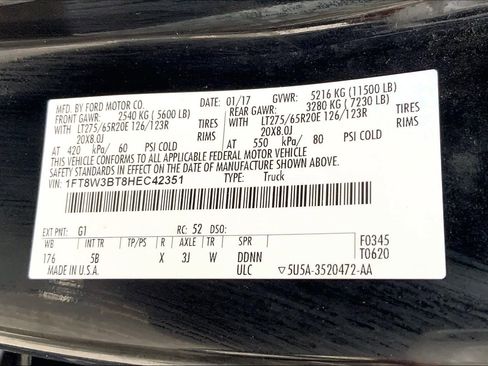 MFD. BY FORD MOTOR CO.
DATE: 01/17 GVWR: 5216 KG (11500 LB)
FRONT GAWR: 2540 KG (5600 LB) REAR GAWR: 3280 KG (7230 LB)
WITH LT275/65R20E 126/123R TIRES WITH LT275/65R20E 126/123R TIRES
20X8.0J RIMS 20X8.0J RIMS
AT 420 kPa/ 60 PSI COLD AT 550 kPa/ 80 PSI COLD
THIS VEHICLE CONFORMS TO ALL APPLICABLE FEDERAL MOTOR VEHICLE
SAFETY STANDARDS IN EFFECT ON THE DATE OF MANUFACTURE SHOWN ABOVE.
VIN: 1FT8W3BT8HEC42351 TYPE: Truck
EXT PNT: G1 RC: 52 DSO: F0345
WB INT TR TP/PS R AXLE TR SPR T0620
176 5B X 3J W DDNN
MADE IN U.S.A. ULC 5U5A-3520472-AA